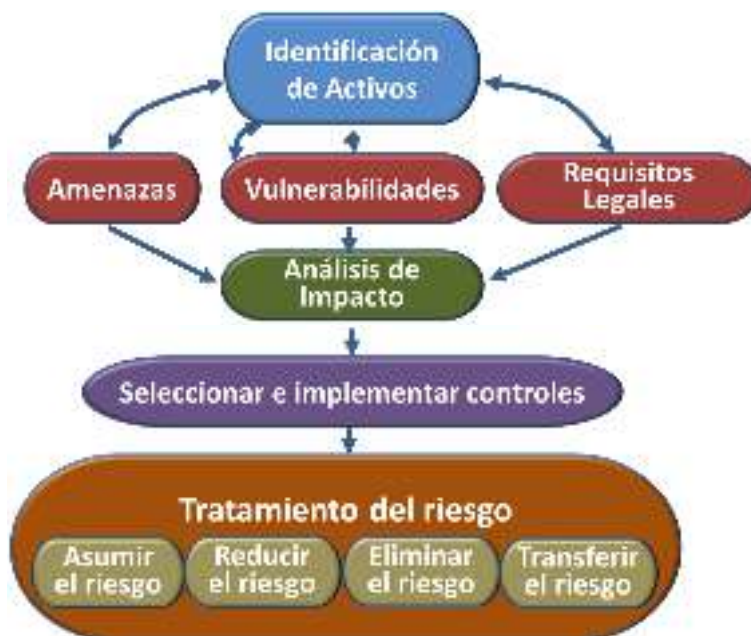 Identificación
de Activos
Amenazas
Vulnerabilidades
Requisitos
Legales
Análisis de
Impacto
Seleccionar e implementar controles
Tratamiento del riesgo
Asumir
el riesgo
Reducir
el riesgo
Eliminar
el riesgo
Transferir
el riesgo